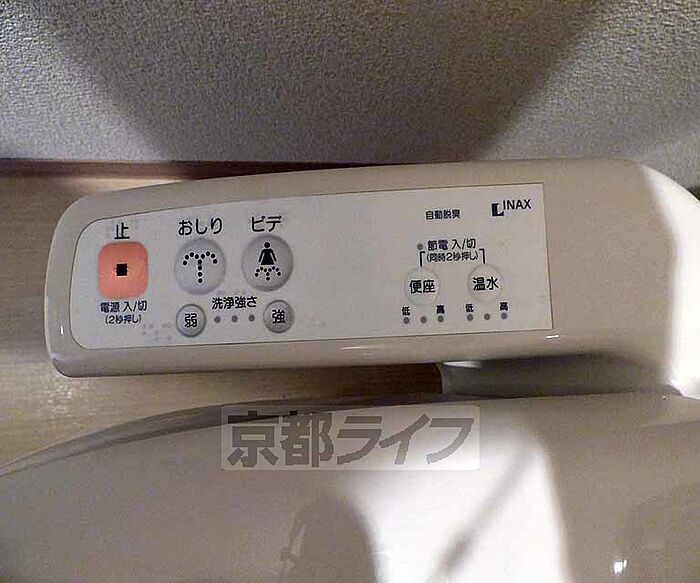 止
おしり
ビデ
電源 入/切
(2秒押し)
洗浄強さ
弱
強
自動脱臭
INAX
節電 入/切
(同時2秒押し)
便座
温水
低 高
低 高
京都ライフ